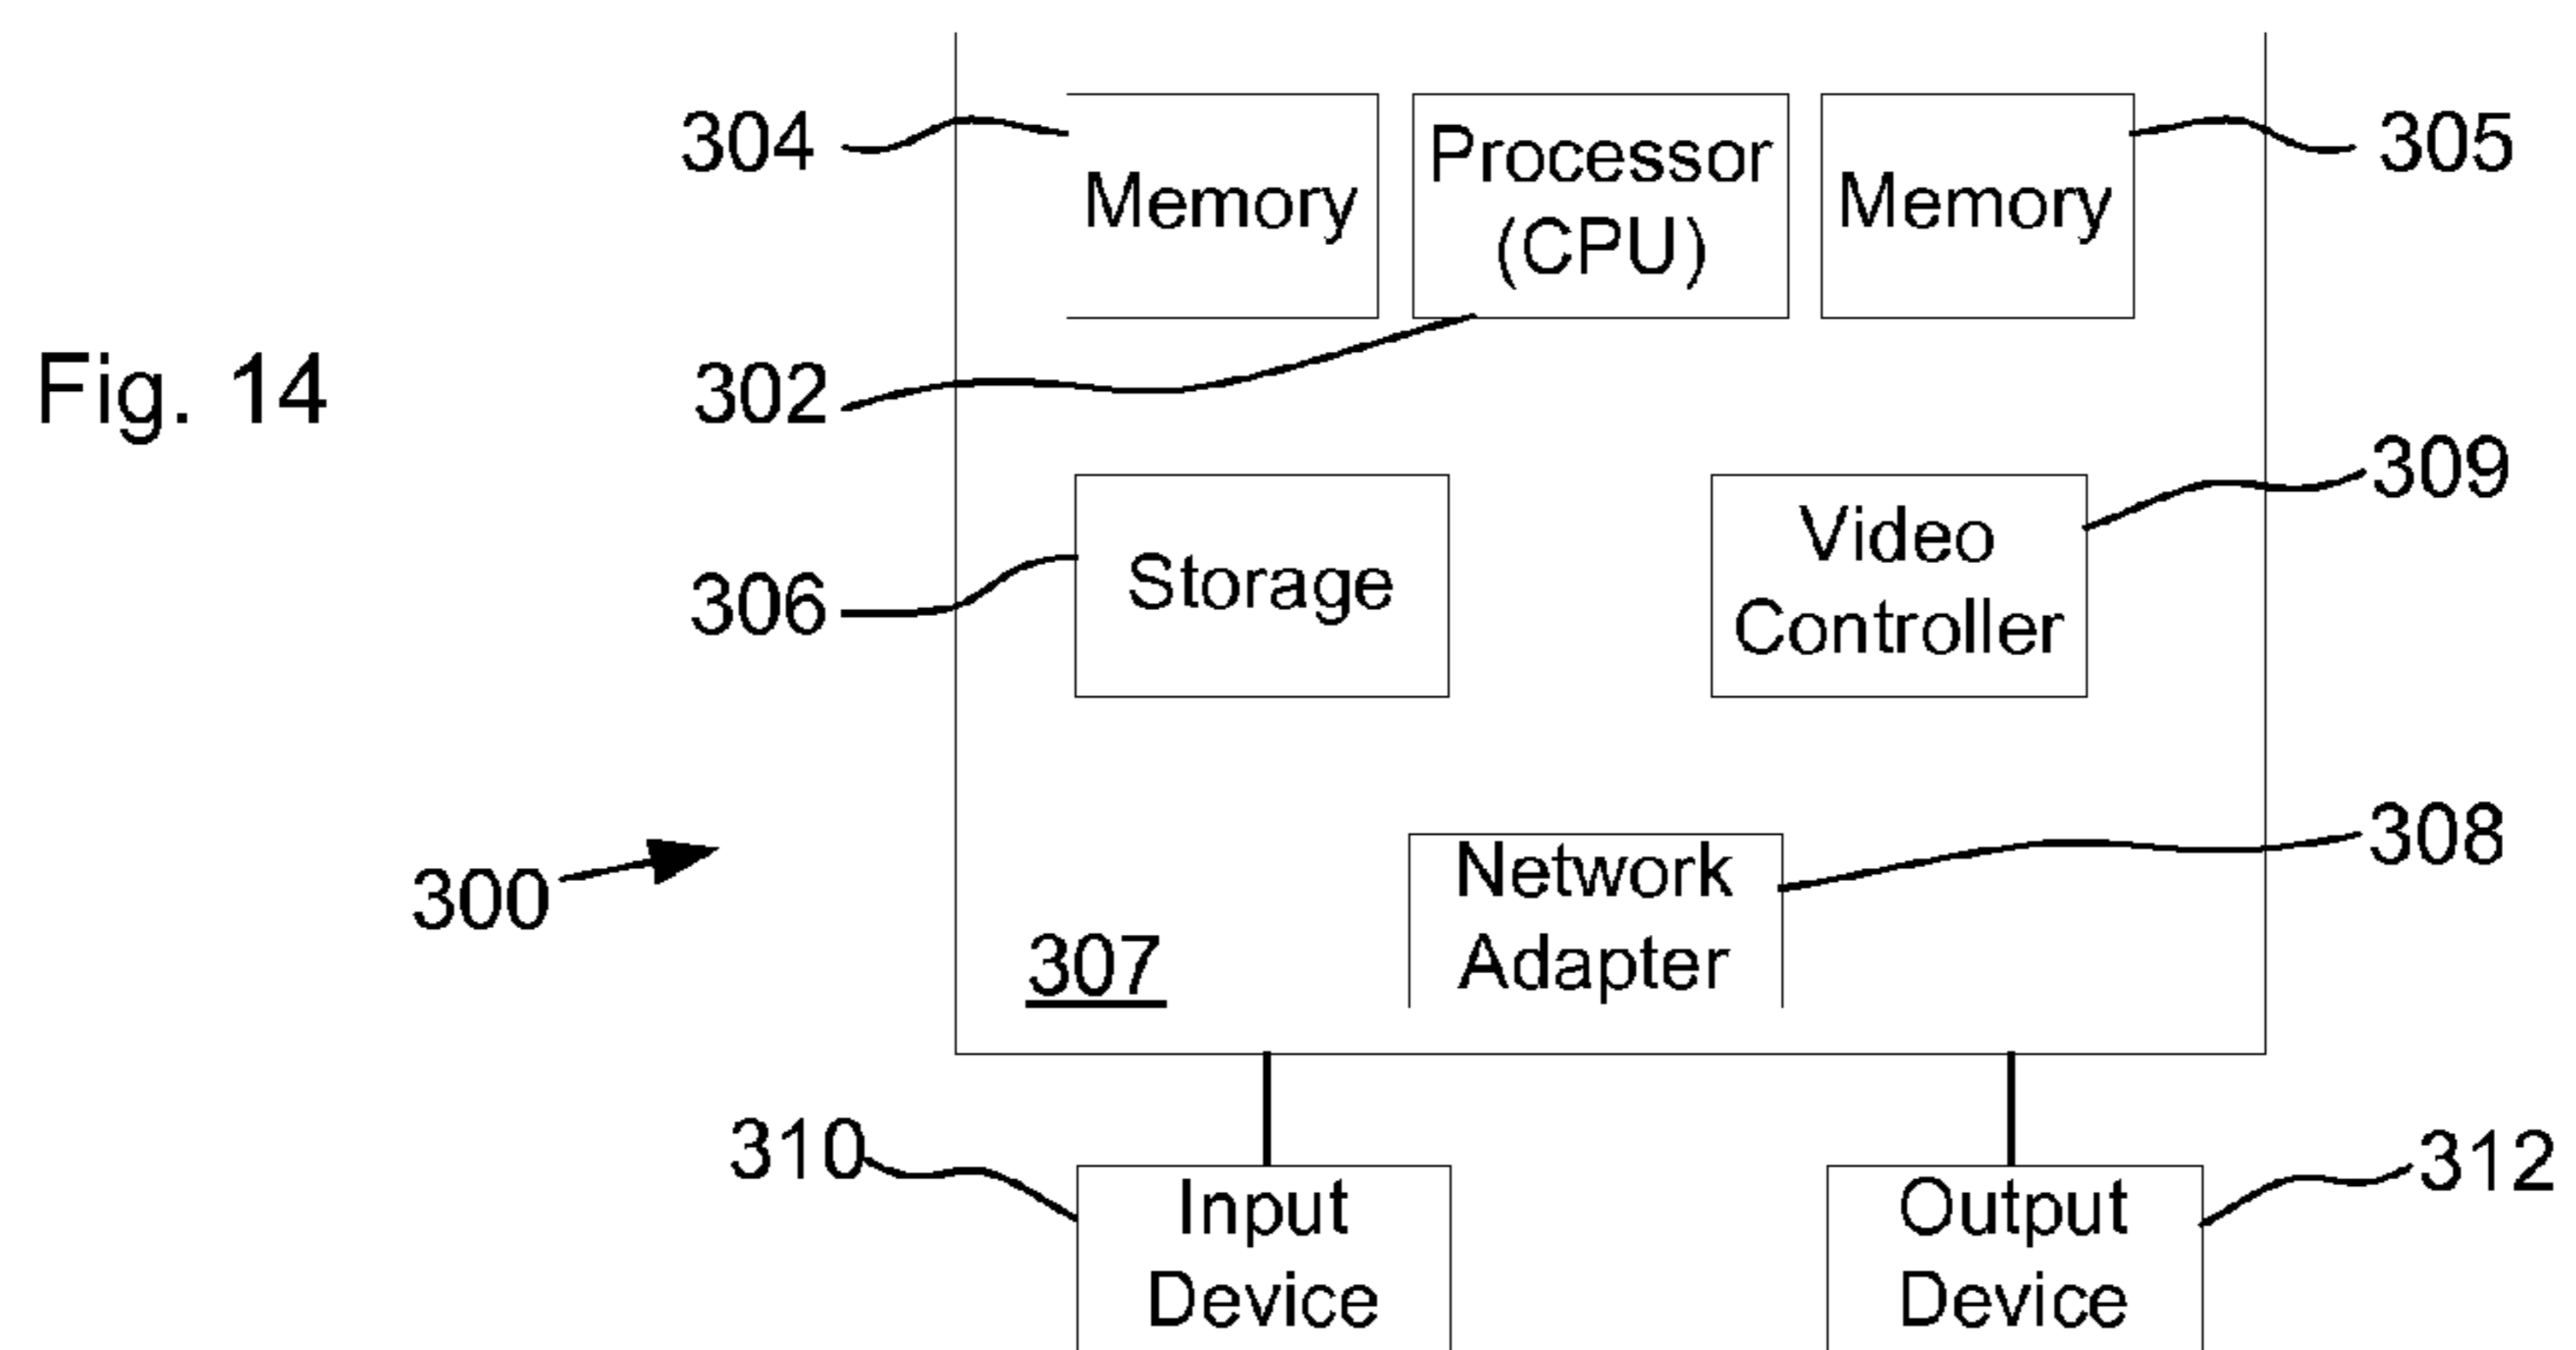 304
Memory
Processor
(CPU)
Memory
305
Fig. 14
302
309
306
Storage
Video
Controller
308
300
Network
Adapter
307
310
Input
Device
Output
Device
312